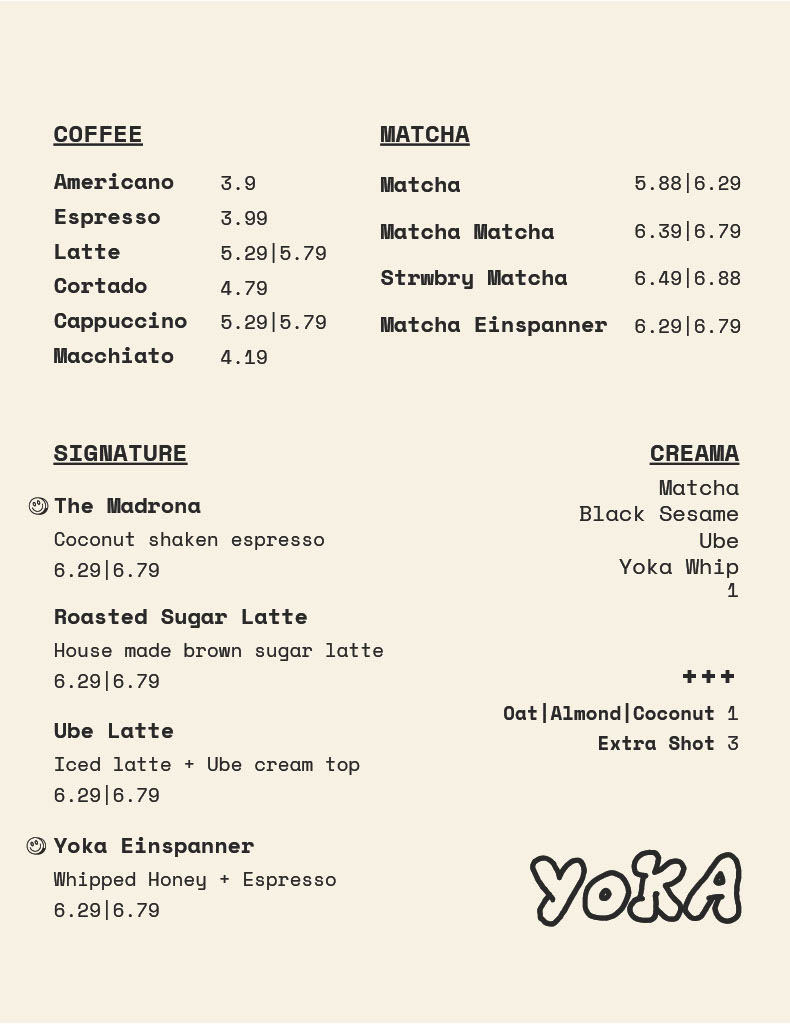 COFFEE
Americano 3.9
Espresso 3.99
Latte 5.29|5.79
Cortado 4.79
Cappuccino 5.29|5.79
Macchiato 4.19
MATCHA
Matcha 5.88|6.29
Matcha Matcha 6.39|6.79
Strwbry Matcha 6.49|6.88
Matcha Einspanner 6.29|6.79
SIGNATURE
The Madrona
Coconut shaken espresso
6.29|6.79
Roasted Sugar Latte
House made brown sugar latte
6.29|6.79
Ube Latte
Iced latte + Ube cream top
6.29|6.79
Yoka Einspanner
Whipped Honey + Espresso
6.29|6.79
CREAMA
Matcha
Black Sesame
Ube
Yoka Whip
1
+++
Oat|Almond|Coconut 1
Extra Shot 3
YOKA